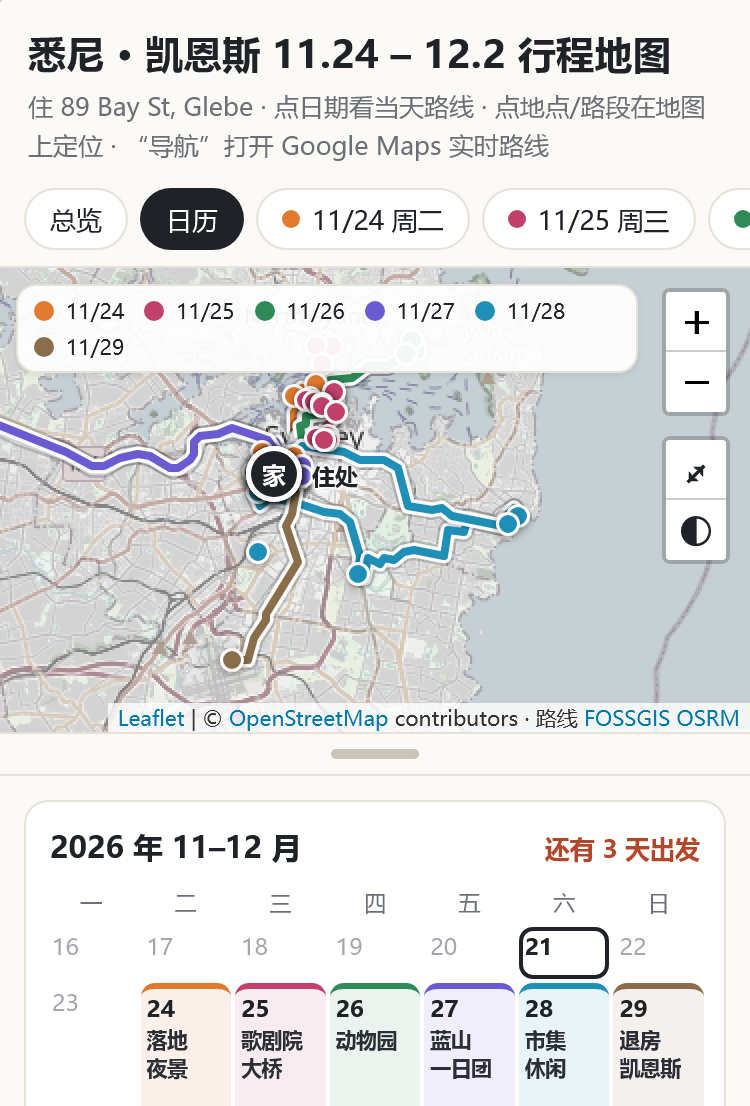 悉尼 · 凯恩斯 11.24 – 12.2 行程地图
住 89 Bay St, Glebe · 点日期看当天路线 · 点地点/路段在地图
上定位 · “导航”打开 Google Maps 实时路线
总览 日历 11/24 周二 11/25 周三
11/24 11/25 11/26 11/27 11/28
11/29
+
−
家 住处
Leaflet | © OpenStreetMap contributors · 路线 FOSSGIS OSRM
2026 年 11–12 月 还有 3 天出发
一 二 三 四 五 六 日
16 17 18 19 20 21 22
23 24 25 26 27 28 29
落地 歌剧院 动物园 蓝山 市集 退房
夜景 大桥 一日团 休闲 凯恩斯